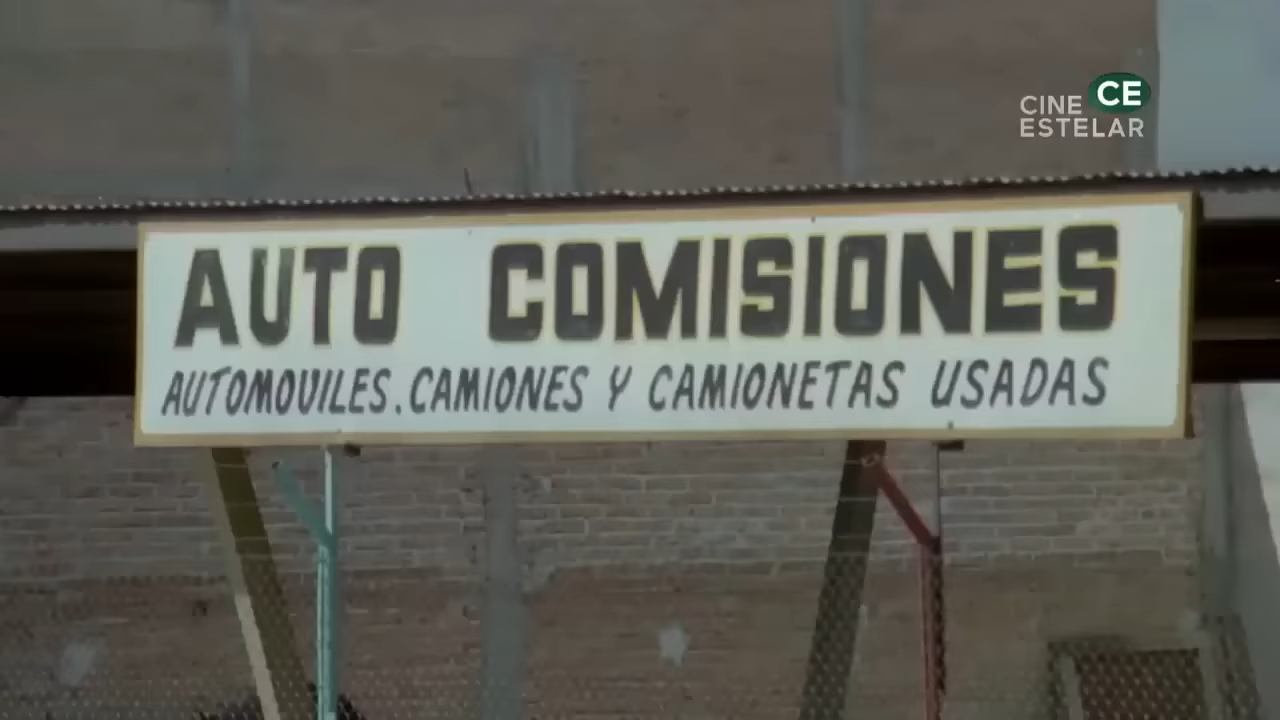 CINE CE
ESTELAR
AUTO COMISIONES
AUTOMOVILES, CAMIONES Y CAMIONETAS USADAS